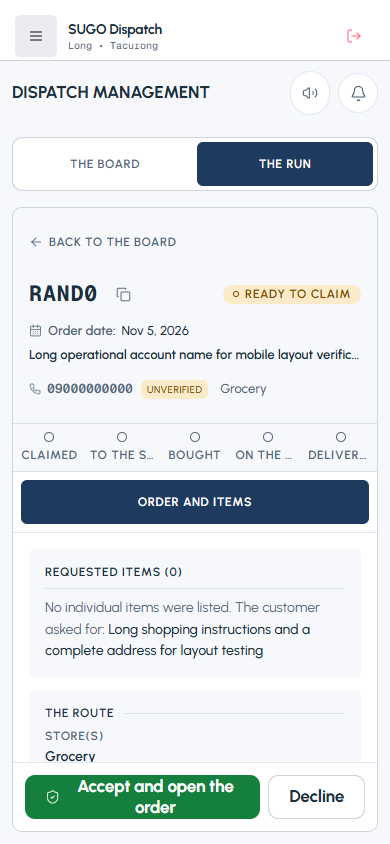 SUGO Dispatch
Long • Tacurong
DISPATCH MANAGEMENT
THE BOARD
THE RUN
BACK TO THE BOARD
RAND0
READY TO CLAIM
Order date: Nov 5, 2026
Long operational account name for mobile layout verific...
09000000000 UNVERIFIED Grocery
CLAIMED TO THE S... BOUGHT ON THE ... DELIVER...
ORDER AND ITEMS
REQUESTED ITEMS (0)
No individual items were listed. The customer
asked for: Long shopping instructions and a
complete address for layout testing
THE ROUTE
STORE(S)
Grocery
Accept and open the
order
Decline